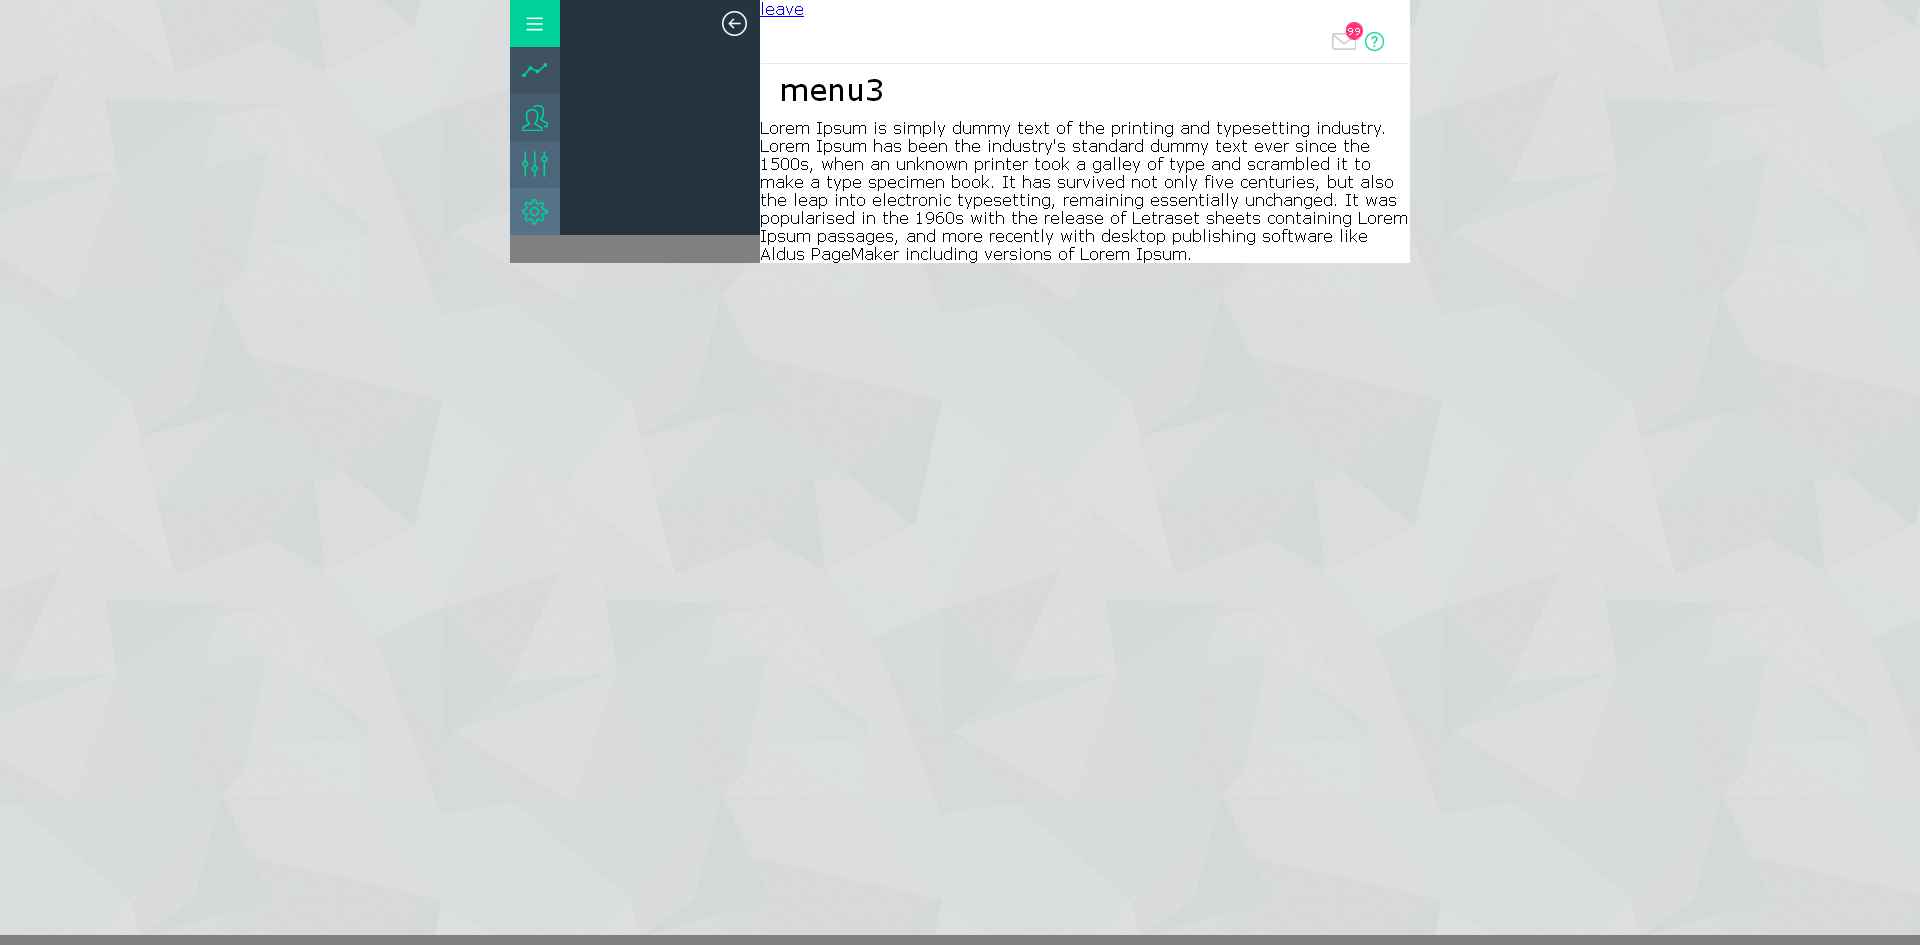 leave
99
menu3
Lorem Ipsum is simply dummy text of the printing and typesetting industry.
Lorem Ipsum has been the industry's standard dummy text ever since the
1500s, when an unknown printer took a galley of type and scrambled it to
make a type specimen book. It has survived not only five centuries, but also
the leap into electronic typesetting, remaining essentially unchanged. It was
popularised in the 1960s with the release of Letraset sheets containing Lorem
Ipsum passages, and more recently with desktop publishing software like
Aldus PageMaker including versions of Lorem Ipsum.